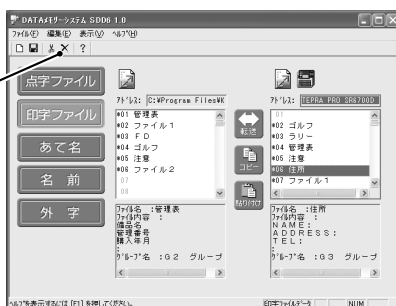 DATAﾒﾓﾘｰｼｽﾃﾑ SDD6 1.0
ﾌｧｲﾙ(F) 編集(E) 表示(V) ﾍﾙﾌﾟ(H)
点字ファイル
印字ファイル
あて名
名 前
外 字
ｱﾄﾞﾚｽ: C:¥Program Files¥K
*01 管理表
*02 ファイル1
*03 ＦＤ
*04 ゴルフ
*05 注意
*06 ファイル2
07
08
ﾌｧｲﾙ名 :管理表
ﾌｧｲﾙ内容 :
備品名
管理番号
購入年月
:
ｸﾞﾙｰﾌﾟ名 :Ｇ２ グループ
転送
コピー
貼り付け
ｱﾄﾞﾚｽ: TEPRA PRO SR6700D
01
*02 ゴルフ
*03 ラリー
*04 管理表
*05 注意
*06 住所
*07 ファイル1
ﾌｧｲﾙ名 :住所
ﾌｧｲﾙ内容 :
ＮＡＭＥ:
ＡＤＤＲＥＳＳ:
ＴＥＬ:
:
ｸﾞﾙｰﾌﾟ名 :Ｇ３ グループ
ﾍﾙﾌﾟを表示するには [F1] を押してください。
印字ﾌｧｲﾙﾃﾞｰﾀ
NUM